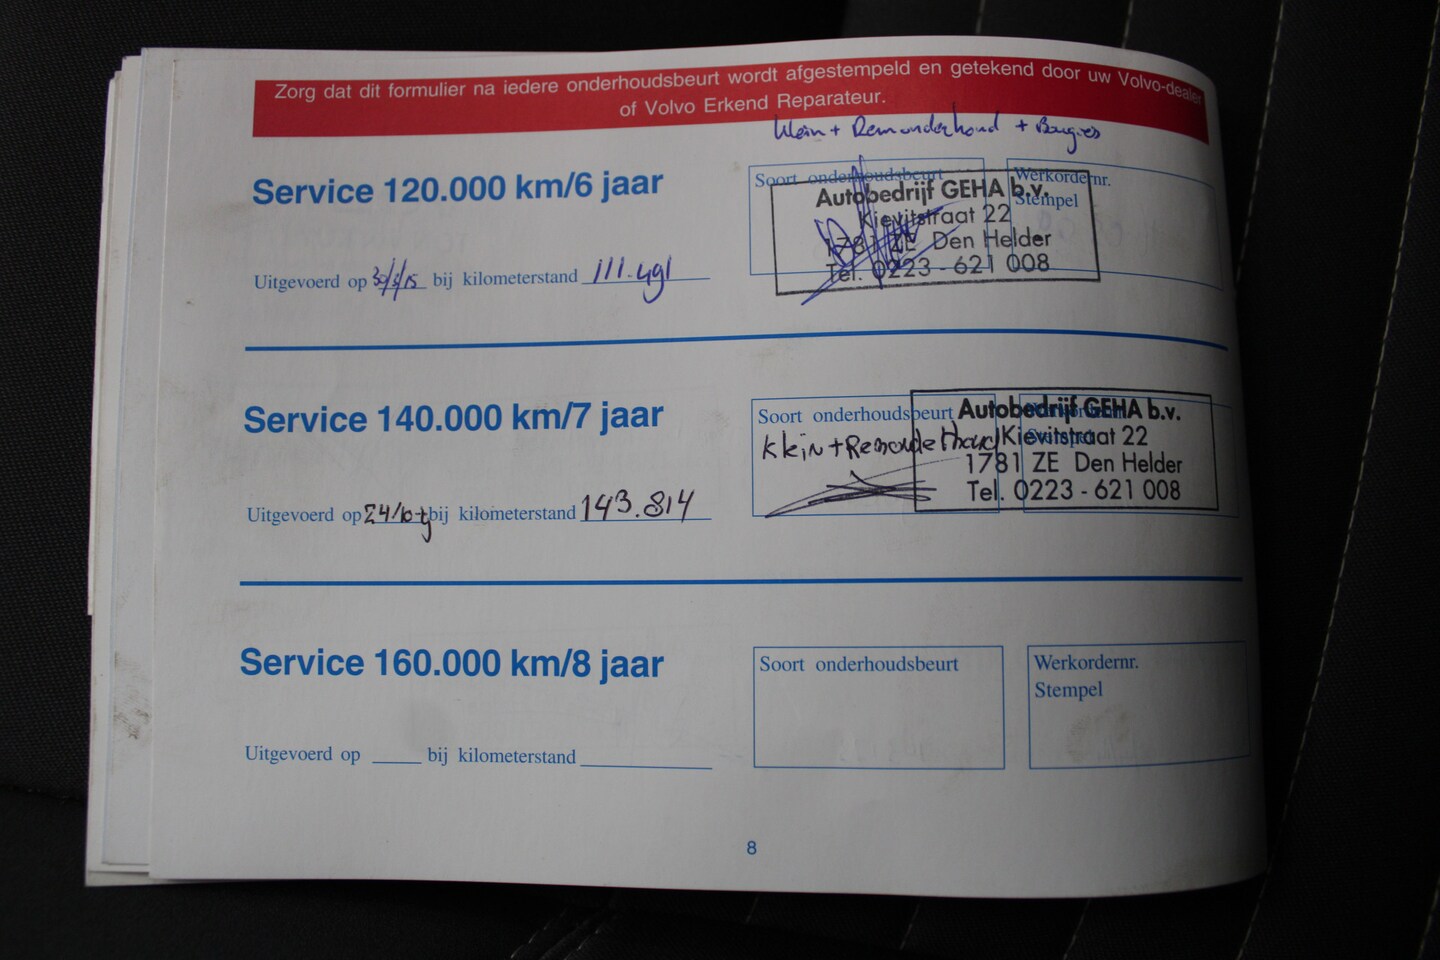 Zorg dat dit formulier na iedere onderhoudsbeurt wordt afgestempeld en getekend door uw Volvo-dealer
of Volvo Erkend Reparateur.
Klein + Remonderhoud + Bougies
Service 120.000 km/6 jaar
Soort onderhoudsbeurt
Werkordernr.
Stempel
Autobedrijf GEHA b.v.
Kievitstraat 22
1781 ZE Den Helder
Tel. 0223 - 621 008
Uitgevoerd op 30/3/15 bij kilometerstand 111.491
Service 140.000 km/7 jaar
Soort onderhoudsbeurt
Klein + Remonderhoud
Werkordernr.
Stempel
Autobedrijf GEHA b.v.
Kievitstraat 22
1781 ZE Den Helder
Tel. 0223 - 621 008
Uitgevoerd op bij kilometerstand 143.814
Service 160.000 km/8 jaar
Soort onderhoudsbeurt
Werkordernr.
Stempel
Uitgevoerd op bij kilometerstand
8